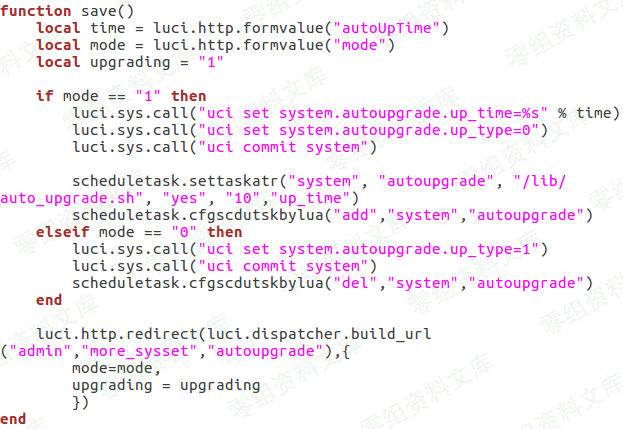 function save()
    local time = luci.http.formvalue("autoUpTime")
    local mode = luci.http.formvalue("mode")
    local upgrading = "1"

    if mode == "1" then
        luci.sys.call("uci set system.autoupgrade.up_time=%s" % time)
        luci.sys.call("uci set system.autoupgrade.up_type=0")
        luci.sys.call("uci commit system")

        scheduletask.settaskatr("system", "autoupgrade", "/lib/
auto_upgrade.sh", "yes", "10","up_time")
        scheduletask.cfgscdutskbylua("add","system","autoupgrade")
    elseif mode == "0" then
        luci.sys.call("uci set system.autoupgrade.up_type=1")
        luci.sys.call("uci commit system")
        scheduletask.cfgscdutskbylua("del","system","autoupgrade")
    end

    luci.http.redirect(luci.dispatcher.build_url
("admin","more_sysset","autoupgrade"),{
        mode=mode,
        upgrading = upgrading
        })
end
零组资料文库